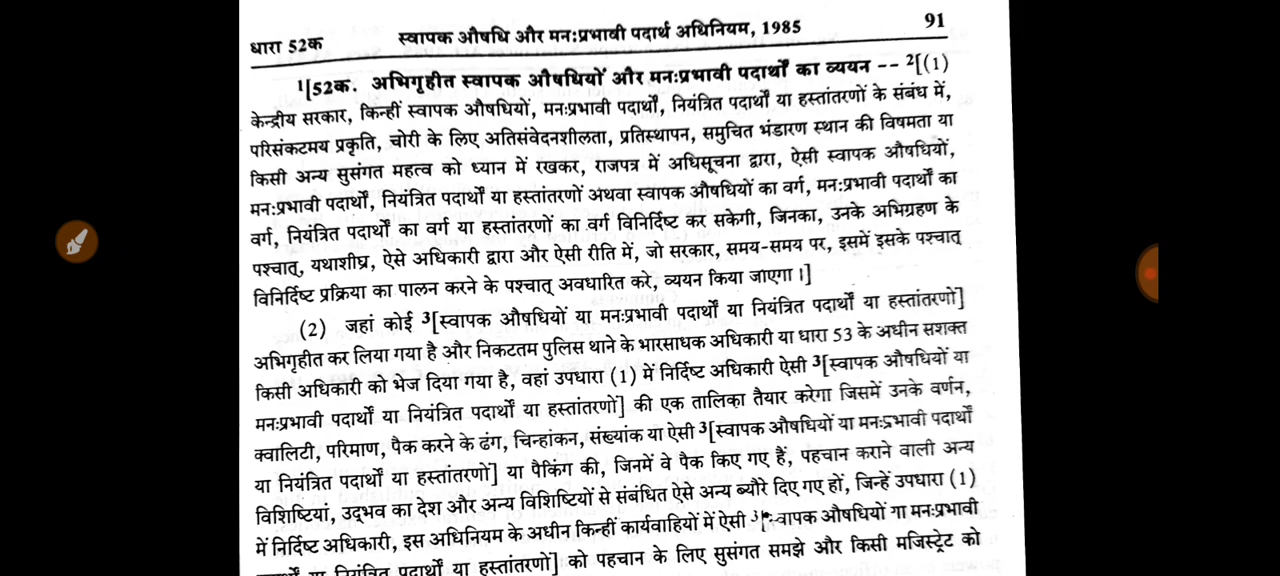 धारा 52क स्वापक औषधि और मनःप्रभावी पदार्थ अधिनियम, 1985 91
1[52क. अभिगृहीत स्वापक औषधियों और मनःप्रभावी पदार्थों का व्ययन -- 2[(1)
केन्द्रीय सरकार, किन्हीं स्वापक औषधियों, मनःप्रभावी पदार्थों, नियंत्रित पदार्थों या हस्तांतरणों के संबंध में,
परिसंकटमय प्रकृति, चोरी के लिए अतिसंवेदनशीलता, प्रतिस्थापन, समुचित भंडारण स्थान की विषमता या
किसी अन्य सुसंगत महत्व को ध्यान में रखकर, राजपत्र में अधिसूचना द्वारा, ऐसी स्वापक औषधियों,
मनःप्रभावी पदार्थों, नियंत्रित पदार्थों या हस्तांतरणों अथवा स्वापक औषधियों का वर्ग, मनःप्रभावी पदार्थों का
वर्ग, नियंत्रित पदार्थों का वर्ग या हस्तांतरणों का वर्ग विनिर्दिष्ट कर सकेगी, जिनका, उनके अभिग्रहण के
पश्चात्, यथाशीघ्र, ऐसे अधिकारी द्वारा और ऐसी रीति में, जो सरकार, समय-समय पर, इसमें इसके पश्चात्
विनिर्दिष्ट प्रक्रिया का पालन करने के पश्चात् अवधारित करे, व्ययन किया जाएगा।]
(2) जहां कोई 3[स्वापक औषधियों या मनःप्रभावी पदार्थों या नियंत्रित पदार्थों या हस्तांतरणों]
अभिगृहीत कर लिया गया है और निकटतम पुलिस थाने के भारसाधक अधिकारी या धारा 53 के अधीन सशक्त
किसी अधिकारी को भेज दिया गया है, वहां उपधारा (1) में निर्दिष्ट अधिकारी ऐसी 3[स्वापक औषधियों या
मनःप्रभावी पदार्थों या नियंत्रित पदार्थों या हस्तांतरणों] की एक तालिका तैयार करेगा जिसमें उनके वर्णन,
क्वालिटी, परिमाण, पैक करने के ढंग, चिन्हांकन, संख्यांक या ऐसी 3[स्वापक औषधियों या मनःप्रभावी पदार्थों
या नियंत्रित पदार्थों या हस्तांतरणों] या पैकिंग की, जिनमें वे पैक किए गए हैं, पहचान कराने वाली अन्य
विशिष्टियां, उद्भव का देश और अन्य विशिष्टियों से संबंधित ऐसे अन्य ब्यौरे दिए गए हों, जिन्हें उपधारा (1)
में निर्दिष्ट अधिकारी, इस अधिनियम के अधीन किन्हीं कार्यवाहियों में ऐसी 3[स्वापक औषधियों या मनःप्रभावी
या नियंत्रित पदार्थों या हस्तांतरणों] को पहचान के लिए सुसंगत समझे और किसी मजिस्ट्रेट को